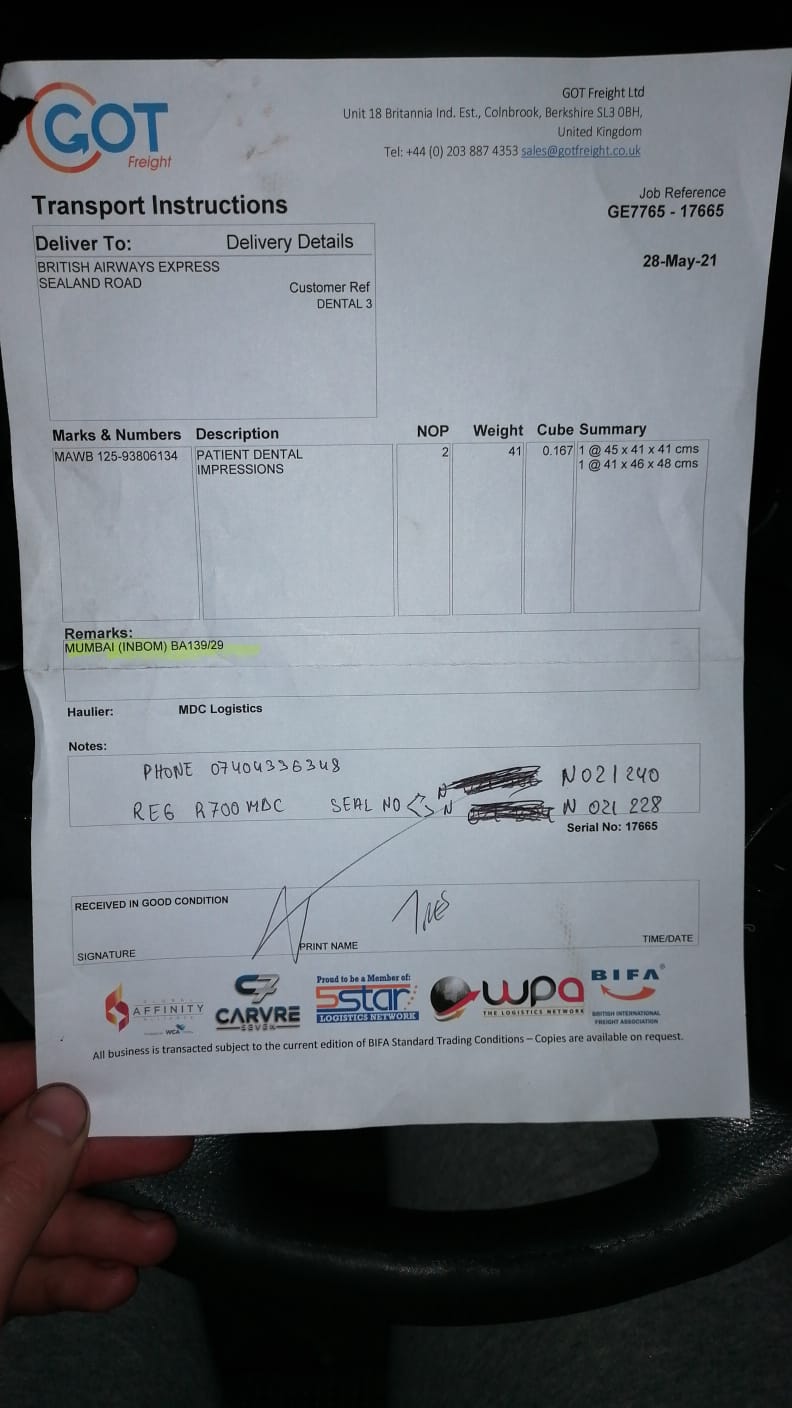 GOT
Freight
GOT Freight Ltd
Unit 18 Britannia Ind. Est., Colnbrook, Berkshire SL3 0BH,
United Kingdom
Tel: +44 (0) 203 887 4353 sales@gotfreight.co.uk
Transport Instructions
Job Reference
GE7765 - 17665
28-May-21
Deliver To: Delivery Details
BRITISH AIRWAYS EXPRESS
SEALAND ROAD
Customer Ref
DENTAL 3
Marks & Numbers Description NOP Weight Cube Summary
MAWB 125-93806134 PATIENT DENTAL 2 41 0.167 1 @ 45 x 41 x 41 cms
IMPRESSIONS 1 @ 41 x 46 x 48 cms
Remarks:
MUMBAI (INBOM) BA139/29
Haulier: MDC Logistics
Notes:
PHONE 07404336348
N N021240
REG R700 MDC SEAL NO N N 021 228
Serial No: 17665
RECEIVED IN GOOD CONDITION
SIGNATURE PRINT NAME TIME/DATE
AFFINITY
WCA
CARVRE
SEVEN
Proud to be a Member of:
5star
LOGISTICS NETWORK
wpa
THE LOGISTICS NETWORK
BIFA
BRITISH INTERNATIONAL
FREIGHT ASSOCIATION
All business is transacted subject to the current edition of BIFA Standard Trading Conditions – Copies are available on request.